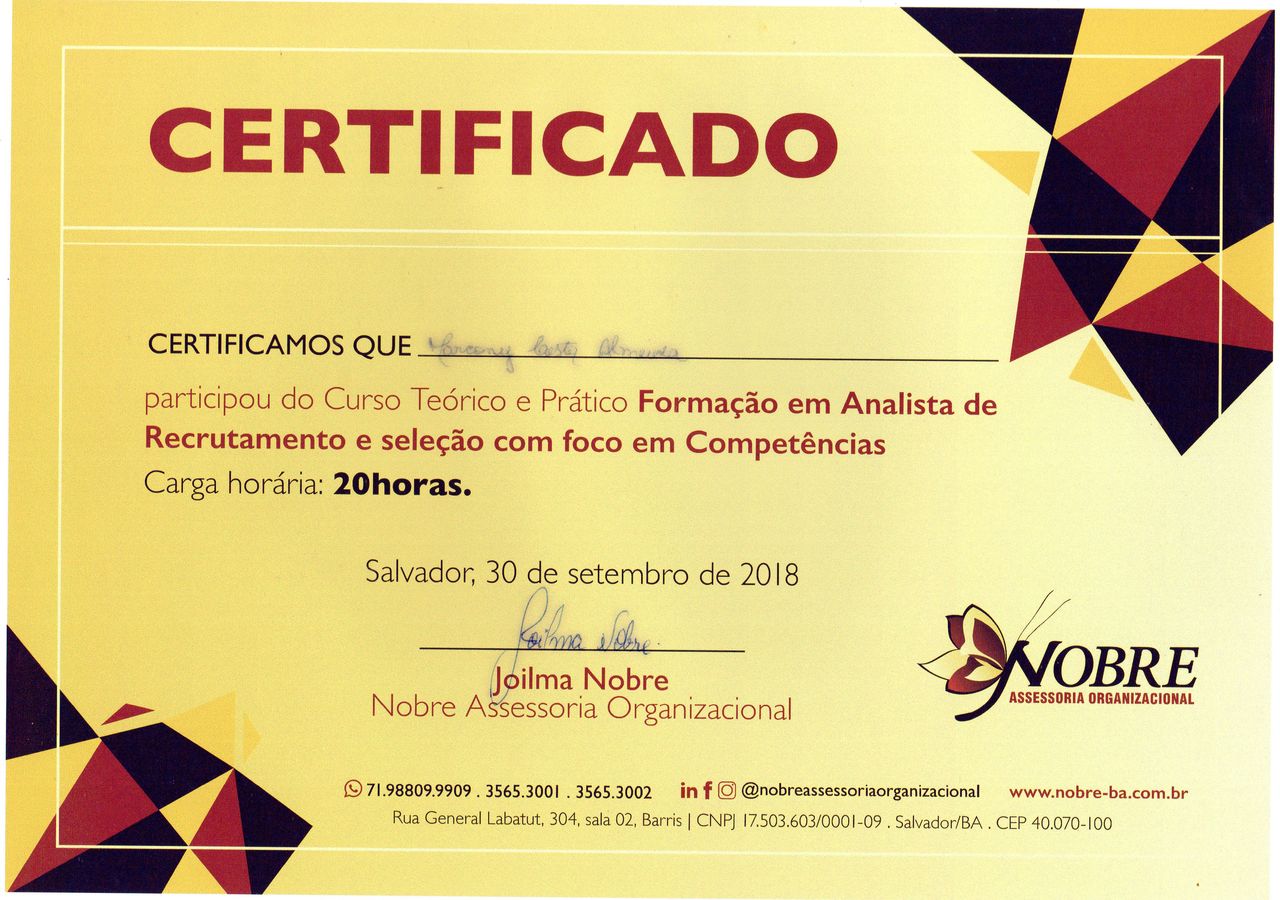 CERTIFICADO
CERTIFICAMOS QUE Almeida
participou do Curso Teórico e Prático Formação em Analista de
Recrutamento e seleção com foco em Competências
Carga horária: 20horas.
Salvador, 30 de setembro de 2018
Joilma Nobre
Joilma Nobre
Nobre Assessoria Organizacional
NOBRE
ASSESSORIA ORGANIZACIONAL
71.98809.9909 . 3565.3001 . 3565.3002 in f @nobreassessoriaorganizacional www.nobre-ba.com.br
Rua General Labatut, 304, sala 02, Barris | CNPJ 17.503.603/0001-09 . Salvador/BA . CEP 40.070-100